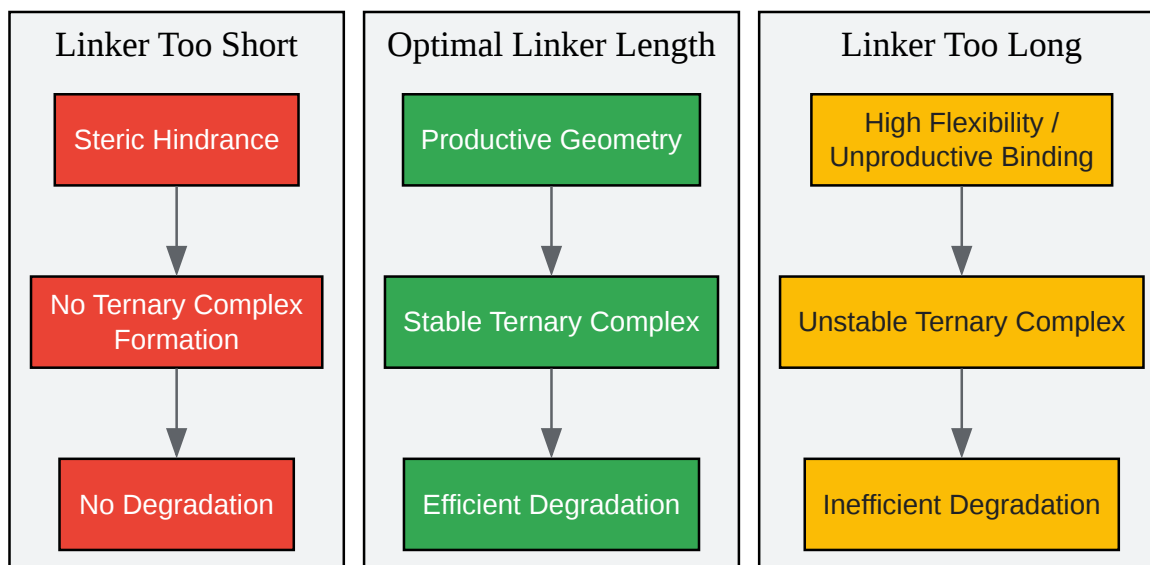 Linker Too Short
Steric Hindrance
No Ternary Complex
Formation
No Degradation
Optimal Linker Length
Productive Geometry
Stable Ternary Complex
Efficient Degradation
Linker Too Long
High Flexibility /
Unproductive Binding
Unstable Ternary Complex
Inefficient Degradation